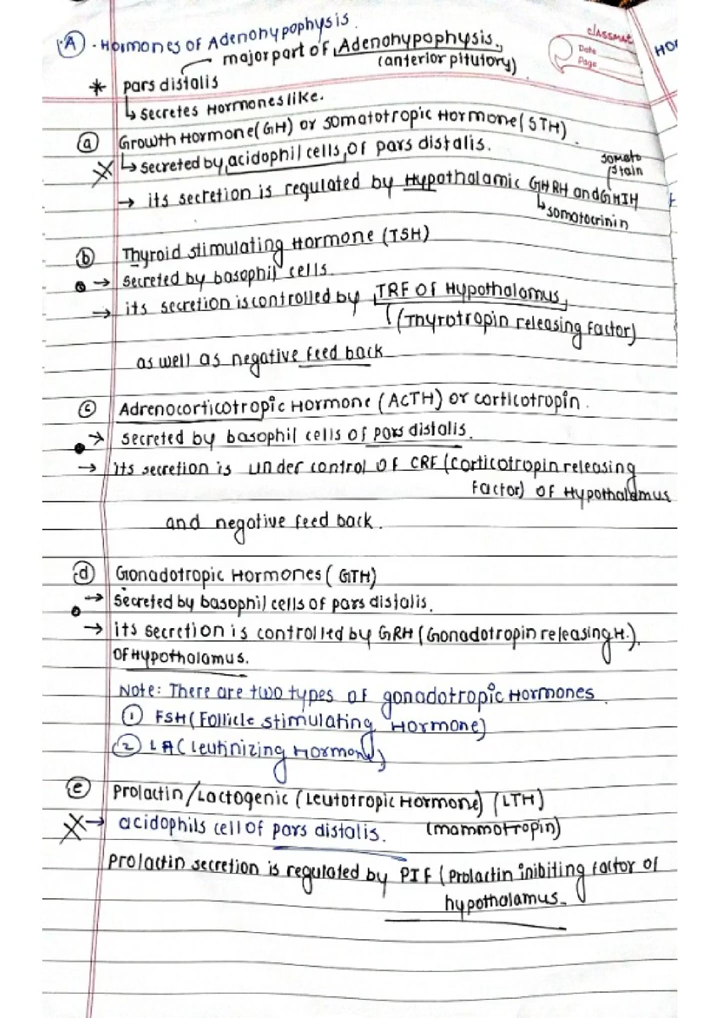 (A) - Hormones of Adenohypophysis.
major part of Adenohypophysis,
(anterior pitutory)
classmate
Date
Page
HOR
* pars distalis
↳ secretes Hormones like.
(a) Growth Hormone (GH) or somatotropic Hormone (STH)
↳ secreted by acidophil cells, of pars distalis.
somato
stain
→ its secretion is regulated by Hypothalamic GHRH and GHIH
↳ somatocrinin
(b) Thyroid stimulating Hormone (TSH)
→ secreted by basophil cells.
→ its secretion is controlled by TRF of Hypothalamus,
(Thyrotropin releasing factor)
as well as negative feed back
(c) Adrenocorticotropic Hormone (ACTH) or corticotropin.
→ secreted by basophil cells of pars distalis.
→ its secretion is under control of CRF (corticotropin releasing
factor) of Hypothalamus
and negative feed back.
(d) Gonadotropic Hormones (GTH)
→ secreted by basophil cells of pars distalis.
→ its secretion is controlled by GRH (Gonadotropin releasing H.)
of Hypothalamus.
Note: There are two types of gonadotropic Hormones.
① FSH (Follicle stimulating Hormone)
② LH (Leutinizing Hormone)
(e) Prolactin/Lactogenic (Leutotropic Hormone) (LTH)
→ acidophils cell of pars distalis. (mammotropin)
Prolactin secretion is regulated by PIF (Prolactin inibiting factor of
hypothalamus.